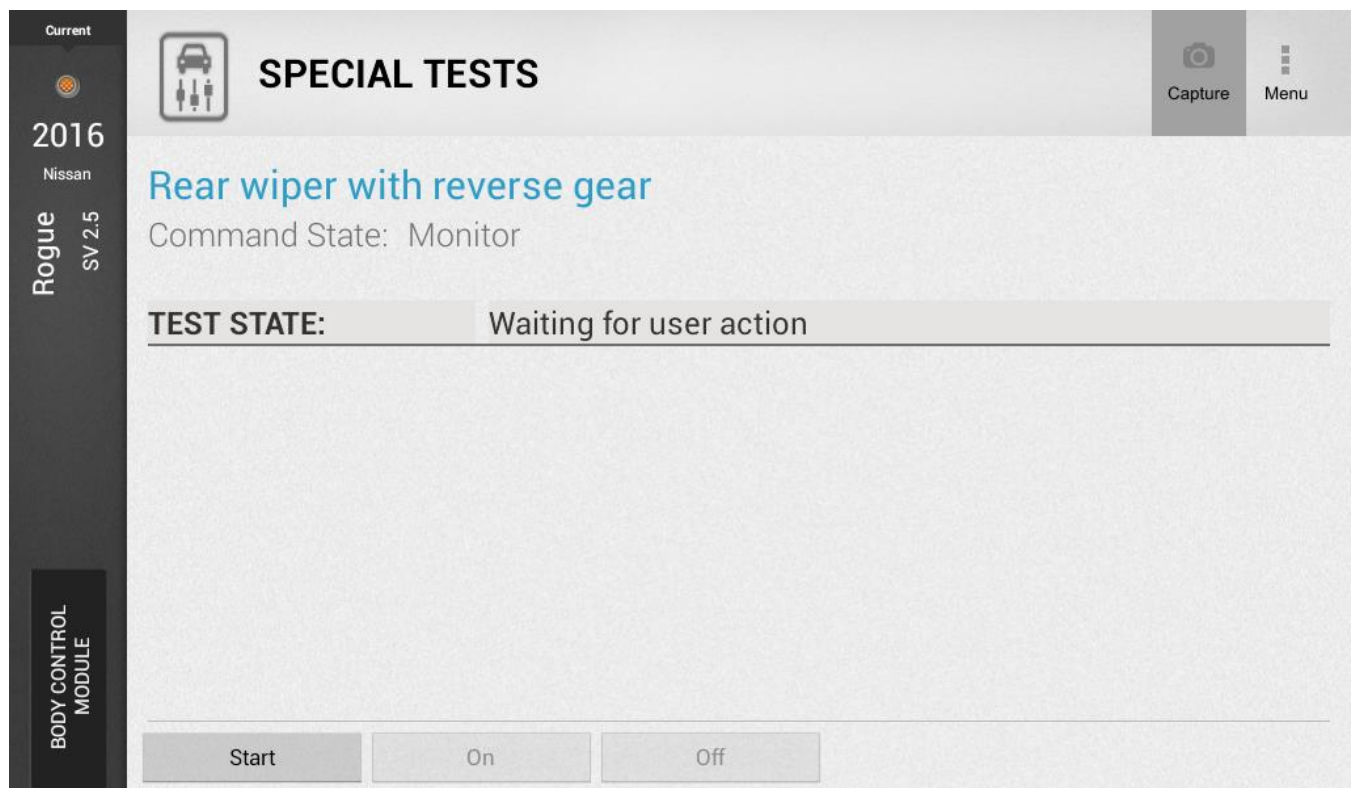 Current
2016
Nissan
Rogue
SV 2.5
BODY CONTROL
MODULE
SPECIAL TESTS
Capture
Menu
Rear wiper with reverse gear
Command State: Monitor
TEST STATE: Waiting for user action
Start On Off